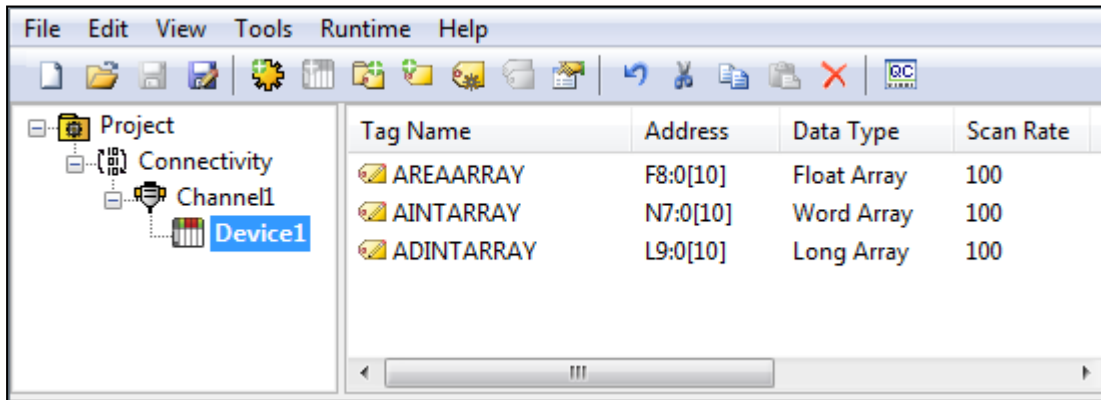 File Edit View Tools Runtime Help
QC
Project
Connectivity
Channel1
Device1
Tag Name Address Data Type Scan Rate
AREAARRAY F8:0[10] Float Array 100
AINTARRAY N7:0[10] Word Array 100
ADINTARRAY L9:0[10] Long Array 100